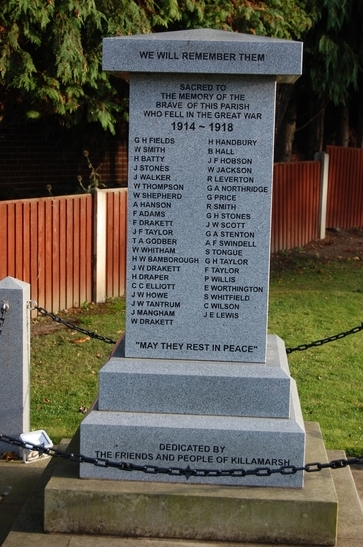 WE WILL REMEMBER THEM
SACRED TO
THE MEMORY OF THE
BRAVE OF THIS PARISH
WHO FELL IN THE GREAT WAR
1914 ~ 1918
G H FIELDS
W SMITH
H BATTY
J STONES
J WALKER
W THOMPSON
W SHEPHERD
A HANSON
F ADAMS
F DRAKETT
J F TAYLOR
T A GODBER
W WHITHAM
H W BAMBOROUGH
J W DRAKETT
H DRAPER
C C ELLIOTT
J W HOWE
J W TANTRUM
J MANGHAM
W DRAKETT
H HANDBURY
B HALL
J F HOBSON
W JACKSON
R LEVERTON
G A NORTHRIDGE
G PRICE
R SMITH
G H STONES
J W SCOTT
G A STENTON
A F SWINDELL
S TONGUE
G H TAYLOR
F TAYLOR
P WILLIS
E WORTHINGTON
S WHITFIELD
C WILSON
J E LEWIS
"MAY THEY REST IN PEACE"
DEDICATED BY
THE FRIENDS AND PEOPLE OF KILLAMARSH